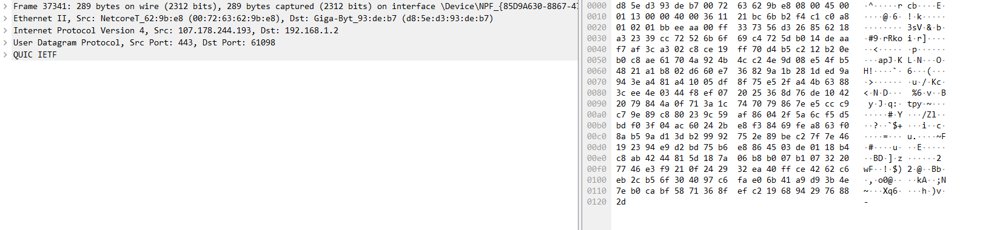 Frame 37341: 289 bytes on wire (2312 bits), 289 bytes captured (2312 bits) on interface \Device\NPF_{85D9A630-8867-4
Ethernet II, Src: NetcoreT_62:9b:e8 (00:72:63:62:9b:e8), Dst: Giga-Byt_93:de:b7 (d8:5e:d3:93:de:b7)
Internet Protocol Version 4, Src: 107.178.244.193, Dst: 192.168.1.2
User Datagram Protocol, Src Port: 443, Dst Port: 61098
QUIC IETF
0000 d8 5e d3 93 de b7 00 72 63 62 9b e8 08 00 45 00 ·^·····r cb····E·
0010 01 13 00 00 40 00 36 11 21 bc 6b b2 f4 c1 c0 a8 ····@·6· !·k·····
0020 01 02 01 bb ee aa 00 ff 33 73 56 d3 26 85 62 18 ········ 3sV·&·b·
0030 a3 23 39 cc 72 52 6b 6f 69 c4 72 5d b0 14 de aa ·#9·rRko i·r]····
0040 f7 af 3c a3 02 c8 ce 19 ff 70 d4 b5 c2 12 b2 0e ··<····· ·p······
0050 b0 c8 ae 61 70 4a 92 4b 4c c2 4e 9d 08 e5 4f b5 ···apJ·K L·N···O·
0060 48 21 a1 b8 02 d6 60 e7 36 82 9a 1b 28 1d ed 9a H!····`· 6···(···
0070 94 3e a4 81 a4 10 05 df 8f 75 e5 2f a4 4b 63 88 ·>······ ·u·/·Kc·
0080 3c ee 4e 03 44 f8 ef 07 20 25 36 8d 76 de 10 42 <·N·D··· %6·v··B
0090 20 79 84 4a 0f 71 3a 1c 74 70 79 86 7e e5 cc c9 y·J·q:· tpy·~···
00a0 c7 9e 89 c8 80 23 9c 59 af 86 04 2f 5a 6c f5 d5 ·····#·Y ···/Zl··
00b0 bd f0 3f 04 ac 60 24 2b e8 f3 84 69 fe a8 63 f0 ··?··`$+ ···i··c·
00c0 8a b5 9a d1 3d b2 99 92 75 2e 89 be c2 7f 7e 46 ····=··· u.····~F
00d0 19 23 94 e9 d2 bd 75 b6 e8 86 45 03 de 01 18 b4 ·#····u· ··E·····
00e0 c8 ab 42 44 81 5d 18 7a 06 b8 b0 07 b1 07 32 20 ··BD·]·z ······2
00f0 77 46 e3 f9 21 0f 24 29 32 ea 40 ff ce 42 62 c6 wF··!·$) 2·@··Bb·
0100 eb 2c b5 6f 30 40 97 c6 fa e0 6b 41 a9 d9 3b 4e ·,·o0@·· ··kA··;N
0110 7e b0 ca bf 58 71 36 8f ef c2 19 68 94 29 76 88 ~···Xq6· ···h·)v·
0120 2d -